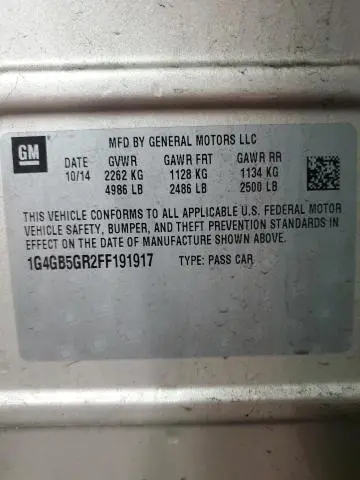 GM
MFD BY GENERAL MOTORS LLC
DATE GVWR GAWR FRT GAWR RR
10/14 2262 KG 1128 KG 1134 KG
4986 LB 2486 LB 2500 LB
THIS VEHICLE CONFORMS TO ALL APPLICABLE U.S. FEDERAL MOTOR
VEHICLE SAFETY, BUMPER, AND THEFT PREVENTION STANDARDS IN
EFFECT ON THE DATE OF MANUFACTURE SHOWN ABOVE.
1G4GB5GR2FF191917 TYPE: PASS CAR